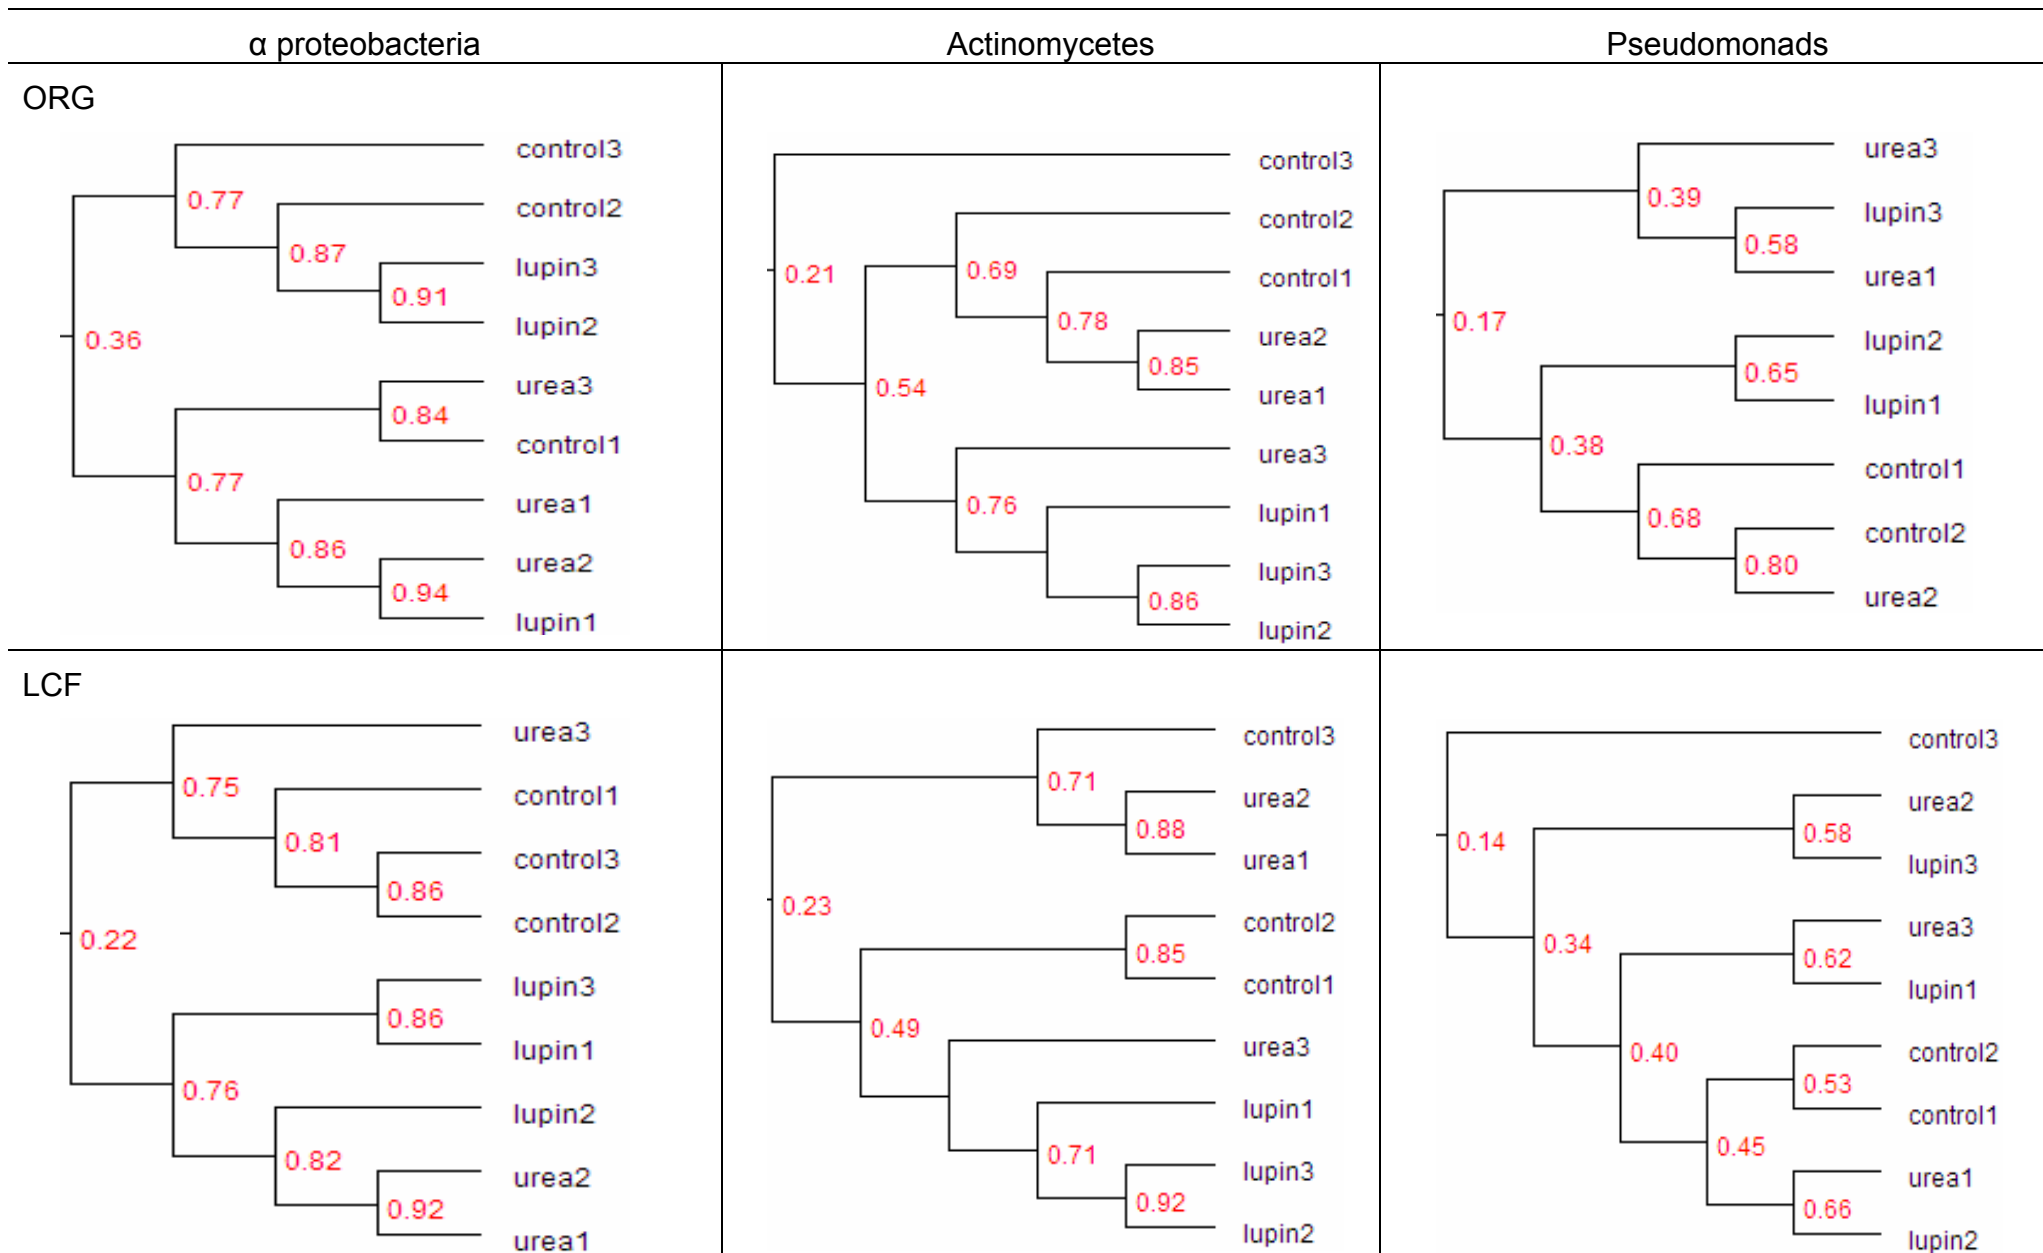 α proteobacteria
Actinomycetes
Pseudomonads
ORG
control3
0.77
control2
0.87
lupin3
0.91
lupin2
0.36
urea3
0.84
control1
0.77
urea1
0.86
urea2
0.94
lupin1
control3
control2
0.21
0.69
control1
0.78
urea2
0.85
urea1
0.54
urea3
0.76
lupin1
lupin3
0.86
lupin2
urea3
0.39
lupin3
0.58
urea1
0.17
lupin2
0.65
lupin1
0.38
control1
0.68
control2
0.80
urea2
LCF
urea3
0.75
control1
0.81
control3
0.86
control2
0.22
lupin3
0.86
lupin1
0.76
lupin2
0.82
urea2
0.92
urea1
control3
0.71
urea2
0.88
urea1
0.23
control2
0.85
control1
0.49
urea3
lupin1
0.71
lupin3
0.92
lupin2
control3
urea2
0.58
lupin3
0.14
urea3
0.34
0.62
lupin1
0.40
control2
0.53
control1
0.45
urea1
0.66
lupin2